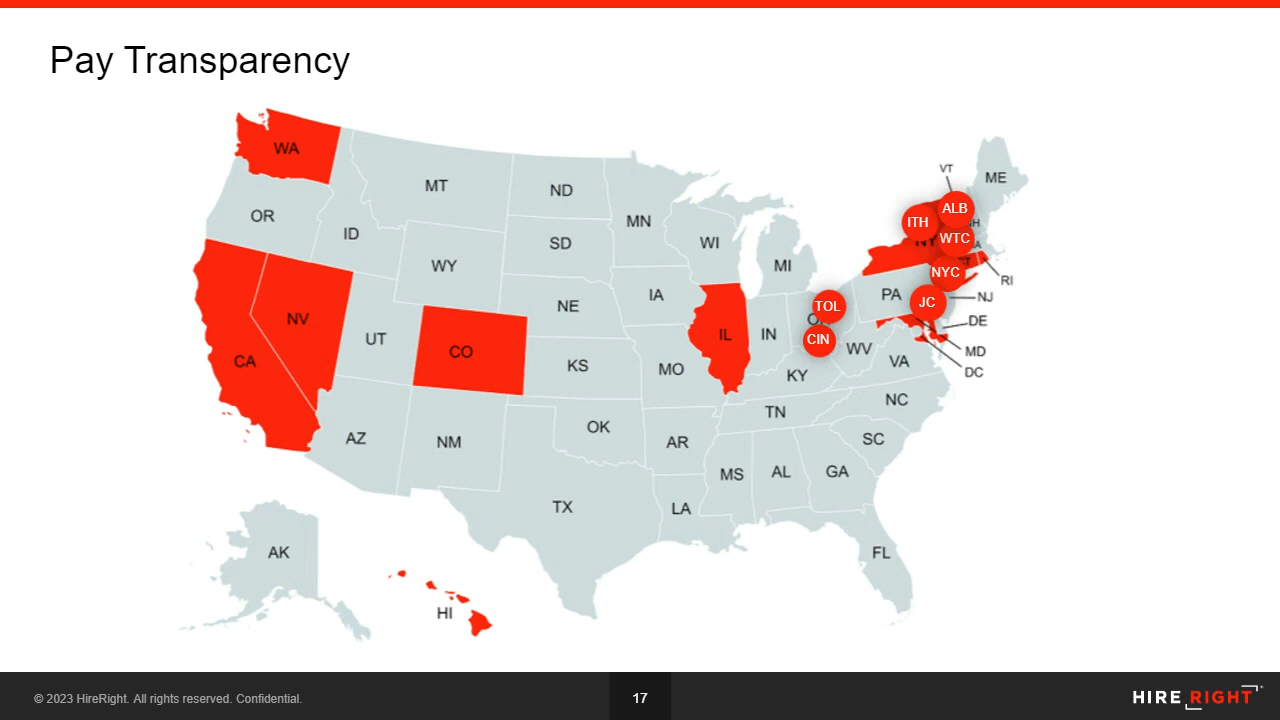 Pay Transparency
WA
MT
ND
MN
VT
ME
OR
ID
SD
WI
MI
ITH
ALB
WTC
NY
WY
IA
NYC
RI
NE
PA
JC
NJ
NV
UT
CO
IL
IN
TOL
CIN
DE
CA
KS
MO
KY
WV
VA
MD
DC
AZ
NM
OK
AR
TN
NC
SC
MS
AL
GA
TX
LA
FL
AK
HI
© 2023 HireRight. All rights reserved. Confidential.
17
HIRE RIGHT